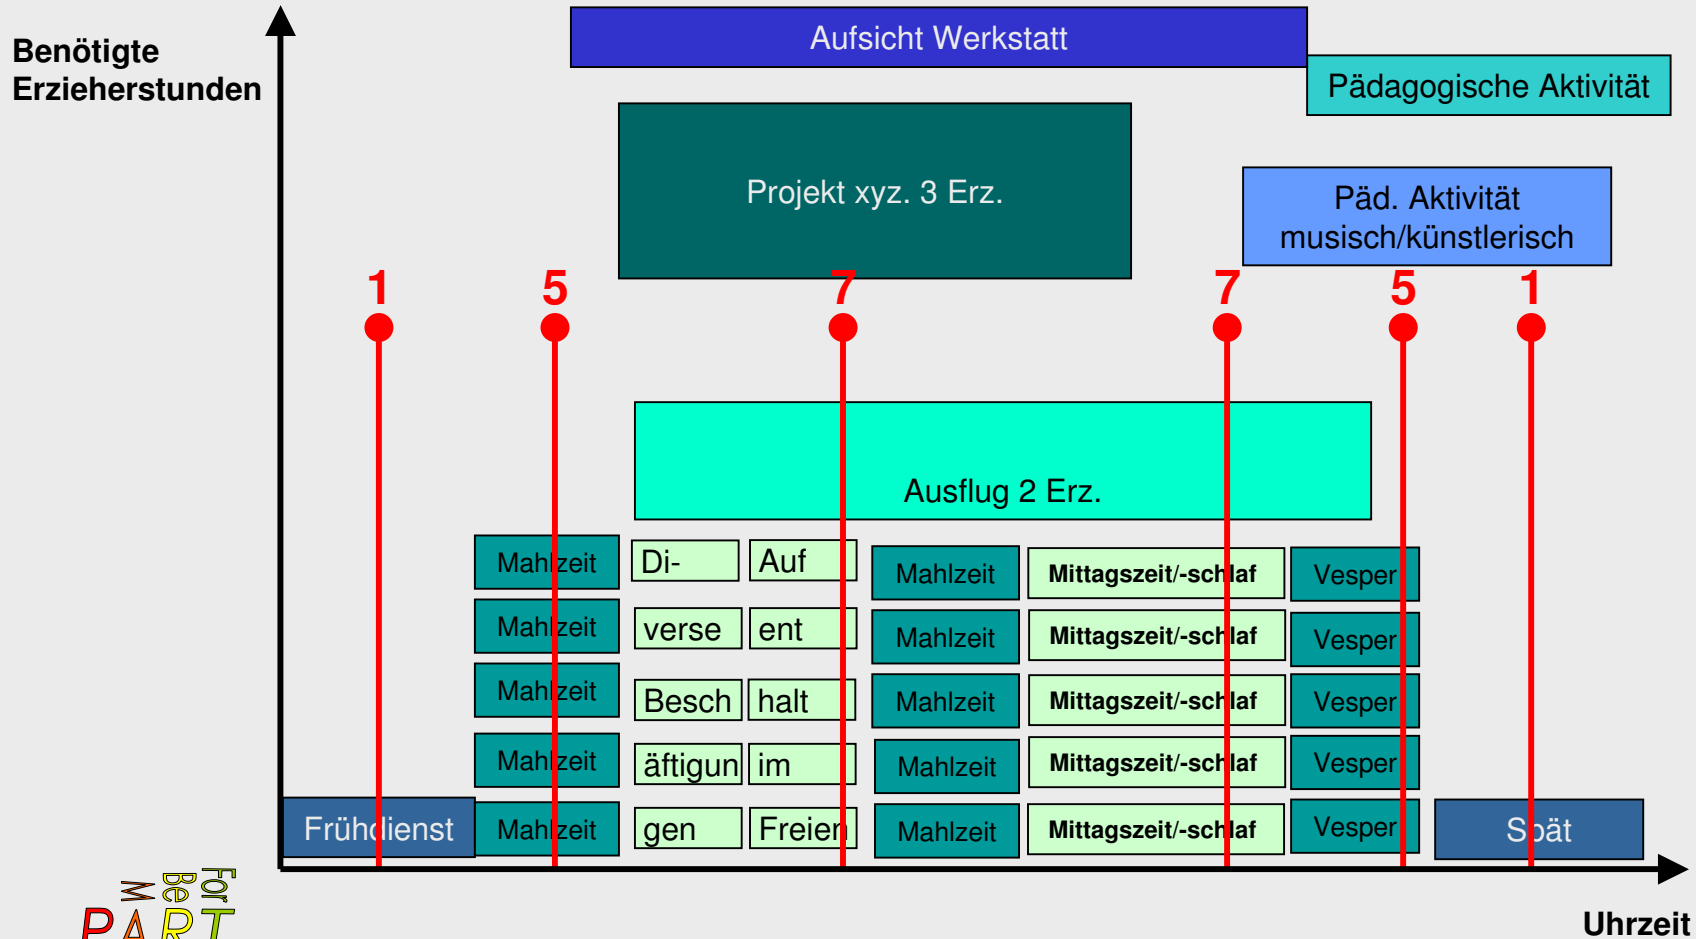 Benötigte
Erzieherstunden
Aufsicht Werkstatt
Pädagogische Aktivität
Projekt xyz. 3 Erz.
Päd. Aktivität
musisch/künstlerisch
1 5 7 7 5 1
Ausflug 2 Erz.
Mahlzeit Di- Auf Mahlzeit Mittagszeit/-schlaf Vesper
Mahlzeit verse ent Mahlzeit Mittagszeit/-schlaf Vesper
Mahlzeit Besch halt Mahlzeit Mittagszeit/-schlaf Vesper
Mahlzeit äftigun im Mahlzeit Mittagszeit/-schlaf Vesper
Frühdienst Mahlzeit gen Freien Mahlzeit Mittagszeit/-schlaf Vesper Spät
M Be For
PART
Uhrzeit